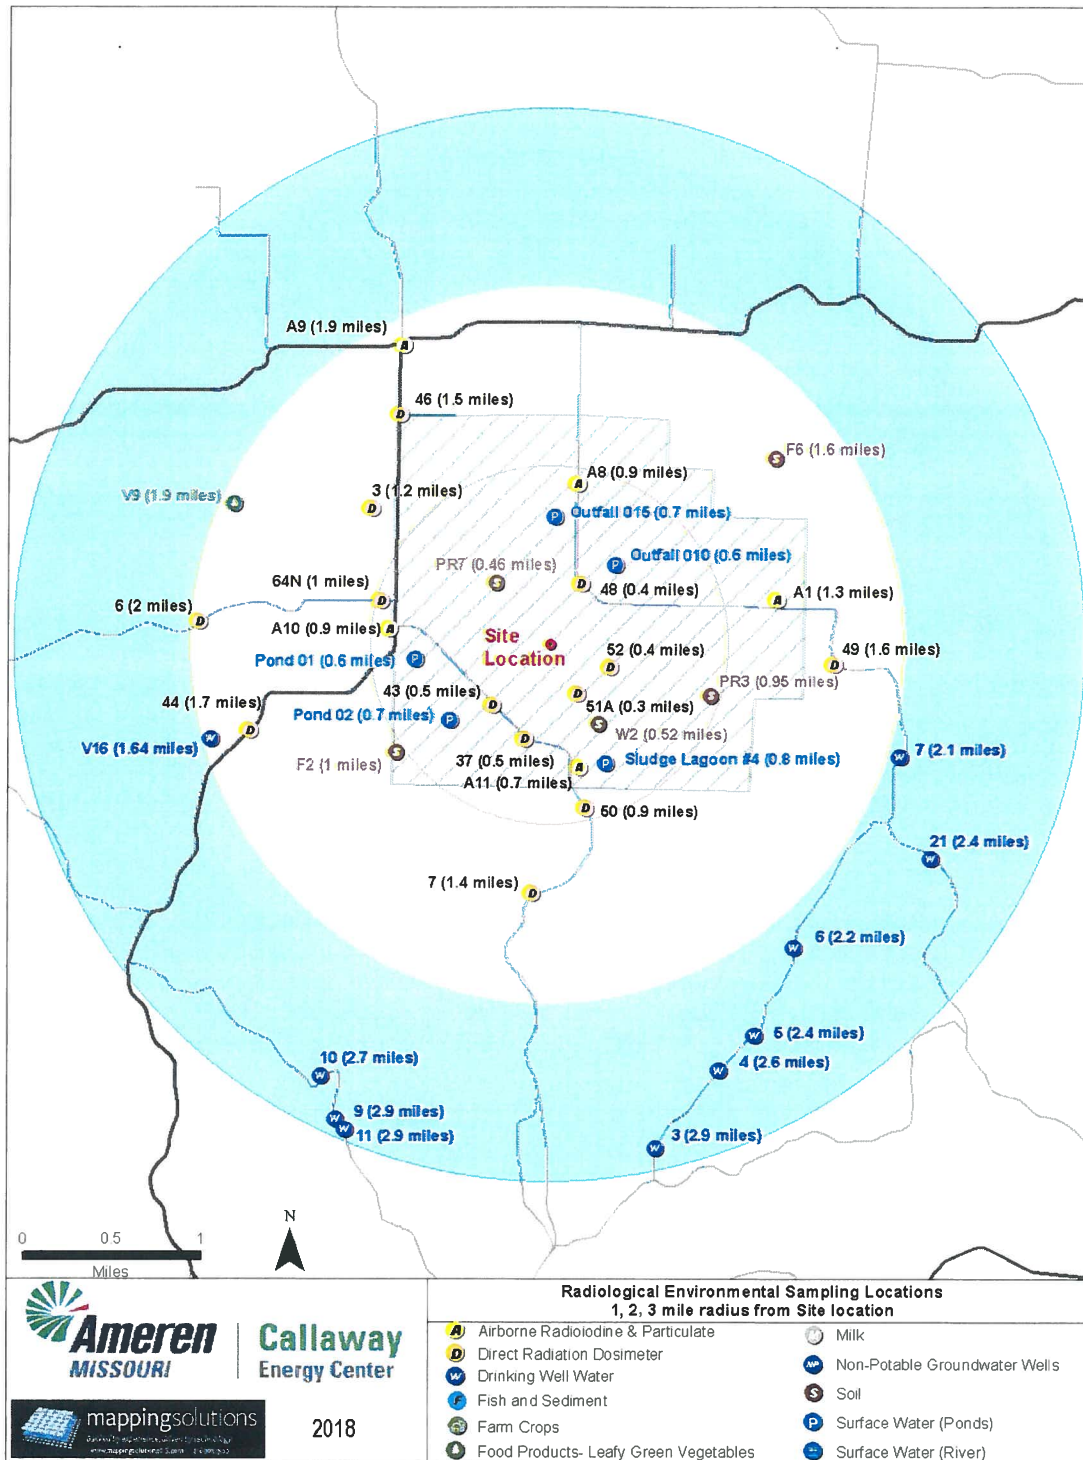 A9 (1.9 miles)
A
46 (1.5 miles)
D
F6 (1.6 miles)
S
A8 (0.9 miles)
A
V9 (1.9 miles)
3 (1.2 miles)
D
Outfall 015 (0.7 miles)
P
Outfall 010 (0.6 miles)
P
PR7 (0.46 miles)
S
64N (1 miles)
D
48 (0.4 miles)
D
A1 (1.3 miles)
A
6 (2 miles)
D
A10 (0.9 miles)
A
Site
Location
52 (0.4 miles)
D
49 (1.6 miles)
D
Pond 01 (0.6 miles)
P
PR3 (0.95 miles)
S
44 (1.7 miles)
D
43 (0.5 miles)
D
51A (0.3 miles)
D
Pond 02 (0.7 miles)
P
W2 (0.52 miles)
S
V16 (1.64 miles)
W
F2 (1 miles)
S
37 (0.5 miles)
D
Sludge Lagoon #4 (0.8 miles)
P
7 (2.1 miles)
W
A11 (0.7 miles)
A
50 (0.9 miles)
D
21 (2.4 miles)
W
7 (1.4 miles)
D
6 (2.2 miles)
W
5 (2.4 miles)
W
10 (2.7 miles)
W
4 (2.6 miles)
W
9 (2.9 miles)
W
11 (2.9 miles)
W
3 (2.9 miles)
W
N
0 0.5 1
Miles
Ameren
MISSOURI
Callaway
Energy Center
mappingsolutions
2018
Radiological Environmental Sampling Locations
1, 2, 3 mile radius from Site location
A Airborne Radioiodine & Particulate
D Direct Radiation Dosimeter
W Drinking Well Water
F Fish and Sediment
Farm Crops
Food Products- Leafy Green Vegetables
Milk
NP Non-Potable Groundwater Wells
S Soil
P Surface Water (Ponds)
Surface Water (River)